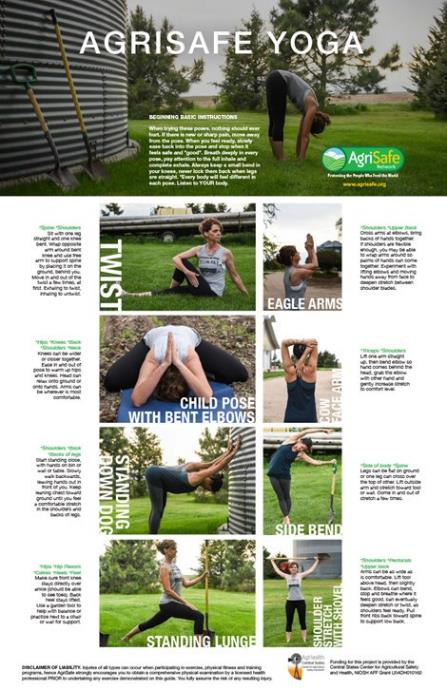 AGRISAFE YOGA
BEGINNING BASIC INSTRUCTIONS
When trying these poses, nothing should ever
hurt. If there is new or sharp pain, move away
from the pose. When you feel ready, slowly
ease back into the pose and stop when it
feels safe and "good". Breathe deeply in every
pose, pay attention to the full inhale and
complete exhale. Always keep a small bend in
your knees, never lock them back when legs
are straight. *Every body will feel different in
each pose. Listen to YOUR body.
AgriSafe
Network
Protecting the People Who Feed the World
www.agrisafe.org
*Spine *Shoulders
Sit with one leg
straight and one knee
bent. Wrap opposite
arm around bent
knee and use free
arm to support spine
by placing it on the
ground, behind you.
Move in and out of the
twist a few times, at
first. Exhaling to twist,
inhaling to untwist.
TWIST
EAGLE ARMS
*Shoulders *Upper Back
Cross arms at elbows, bring
backs of hands together.
If shoulders are flexible
enough, you may be able
to wrap arms around so
palms of hands can come
together. Experiment with
lifting elbows and moving
hands away from face to
deepen stretch between
shoulder blades.
*Hips *Knees *Back
*Shoulders *Neck
Knees can be wider
or closer together.
Ease in and out of
pose to warm up hips
and knees. Head can
relax onto ground or
onto hands. Arms can
be wherever is most
comfortable.
CHILD POSE
WITH BENT ELBOWS
COW
FACE ARM
*Triceps *Shoulders
Lift one arm straight
up, then bend elbow so
hand comes behind the
head, grab the elbow
with other hand and
gently increase stretch
to comfort level.
*Shoulders *Back
*Backs of legs
Start standing close,
with hands on bin or
wall or table. Slowly
walk backwards,
leaving hands out in
front of you. Keep
leaning chest toward
ground until you feel
a comfortable stretch
in the shoulders and
backs of legs.
STANDING
DOWN DOG
SIDE BEND
*Side of body *Spine
Legs can be flat on ground
or one leg can cross over
the top of other. Lift outside
arm and stretch toward tool
or wall. Come in and out of
stretch a few times.
*Hips *Hip Flexors
*Calves *Heels *Feet
Make sure front knee
stays directly over
ankle (should be able
to see toes). Back
heel stays lifted.
Use a garden tool to
help with balance or
practice next to a chair
or wall for support.
STANDING LUNGE
SHOULDER
STRETCH
WITH SHOVEL
*Shoulders *Pectorals
*Upper back
Arms can be as wide as
is comfortable. Lift tool
above head, then slightly
back. Elbows can bend,
stop and breathe where it
feels good, can eventually
deepen stretch or twist, as
shoulders feel ready. Pull
front ribs back toward spine
to support low back.
DISCLAIMER OF LIABILITY. Injuries of all types can occur when participating in exercise, physical fitness and training
programs, hence AgriSafe strongly encourages you to obtain a comprehensive physical examination by a licensed health
professional PRIOR to undertaking any exercise demonstrated on this guide. You fully assume the risk of any resulting injury.
Funding for this project is provided by the
Central States Center for Agricultural Safety
and Health, NIOSH AFF Grant